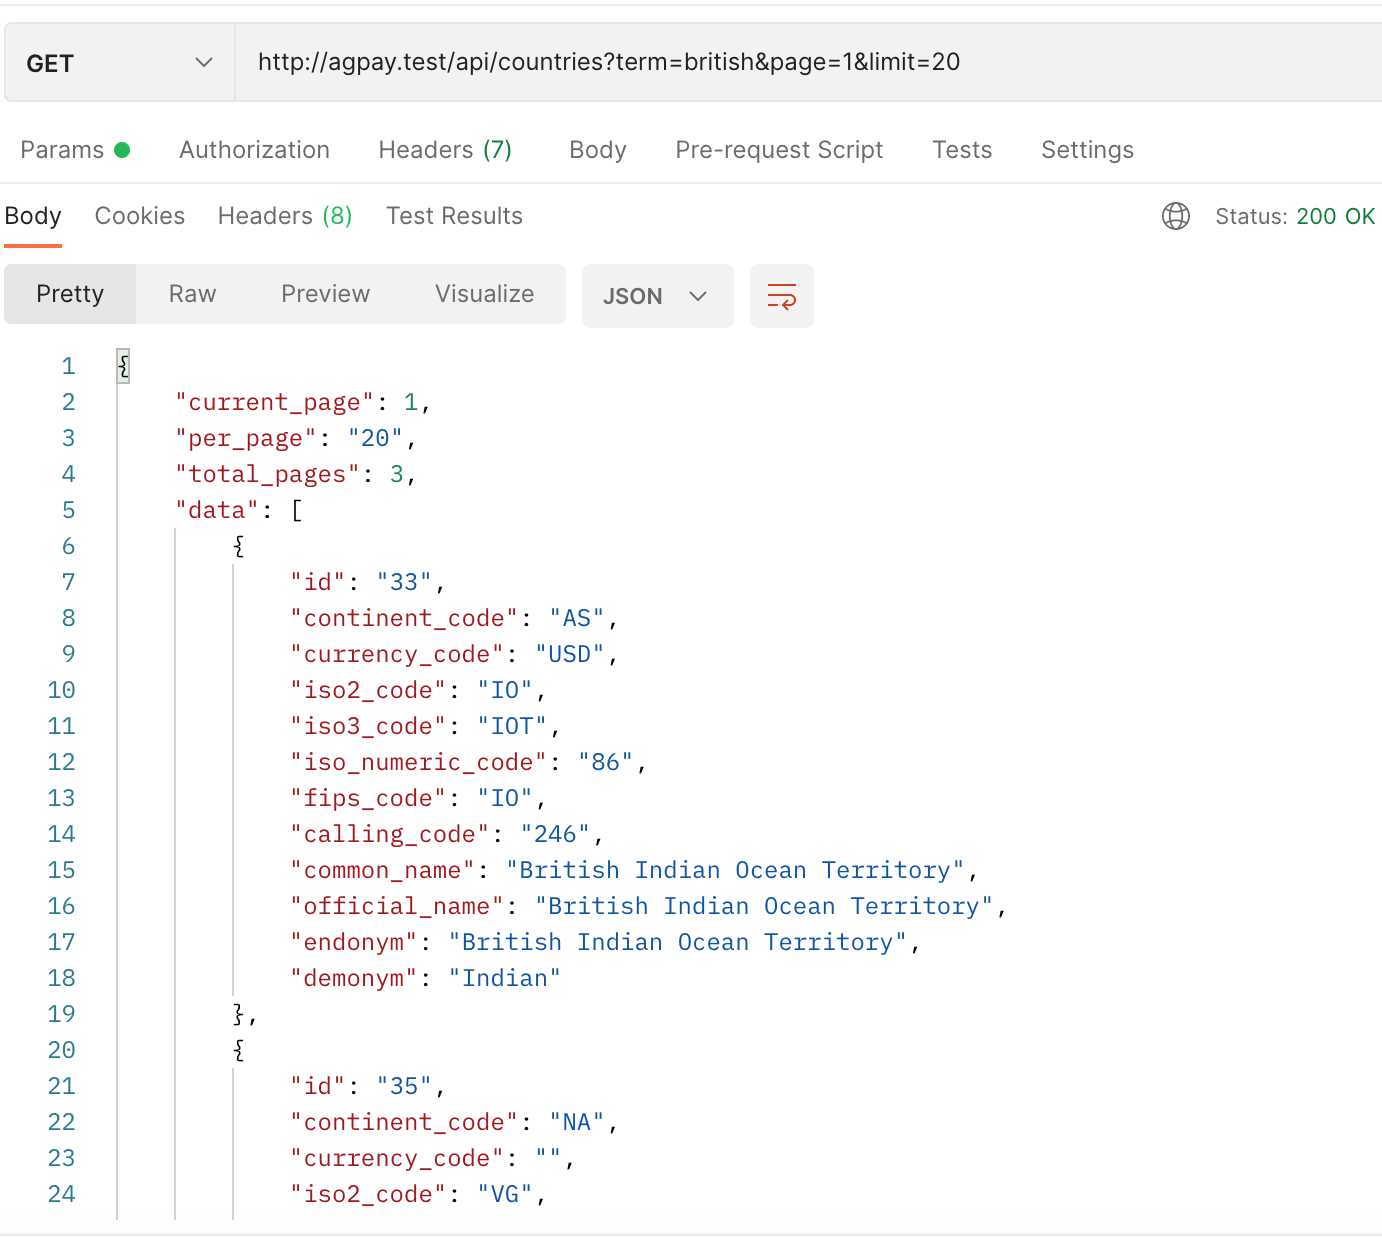 GET http://agpay.test/api/countries?term=british&page=1&limit=20
Params Authorization Headers (7) Body Pre-request Script Tests Settings
Body Cookies Headers (8) Test Results Status: 200 OK
Pretty Raw Preview Visualize JSON
1 {
2 "current_page": 1,
3 "per_page": "20",
4 "total_pages": 3,
5 "data": [
6 {
7 "id": "33",
8 "continent_code": "AS",
9 "currency_code": "USD",
10 "iso2_code": "IO",
11 "iso3_code": "IOT",
12 "iso_numeric_code": "86",
13 "fips_code": "IO",
14 "calling_code": "246",
15 "common_name": "British Indian Ocean Territory",
16 "official_name": "British Indian Ocean Territory",
17 "endonym": "British Indian Ocean Territory",
18 "demonym": "Indian"
19 },
20 {
21 "id": "35",
22 "continent_code": "NA",
23 "currency_code": "",
24 "iso2_code": "VG",